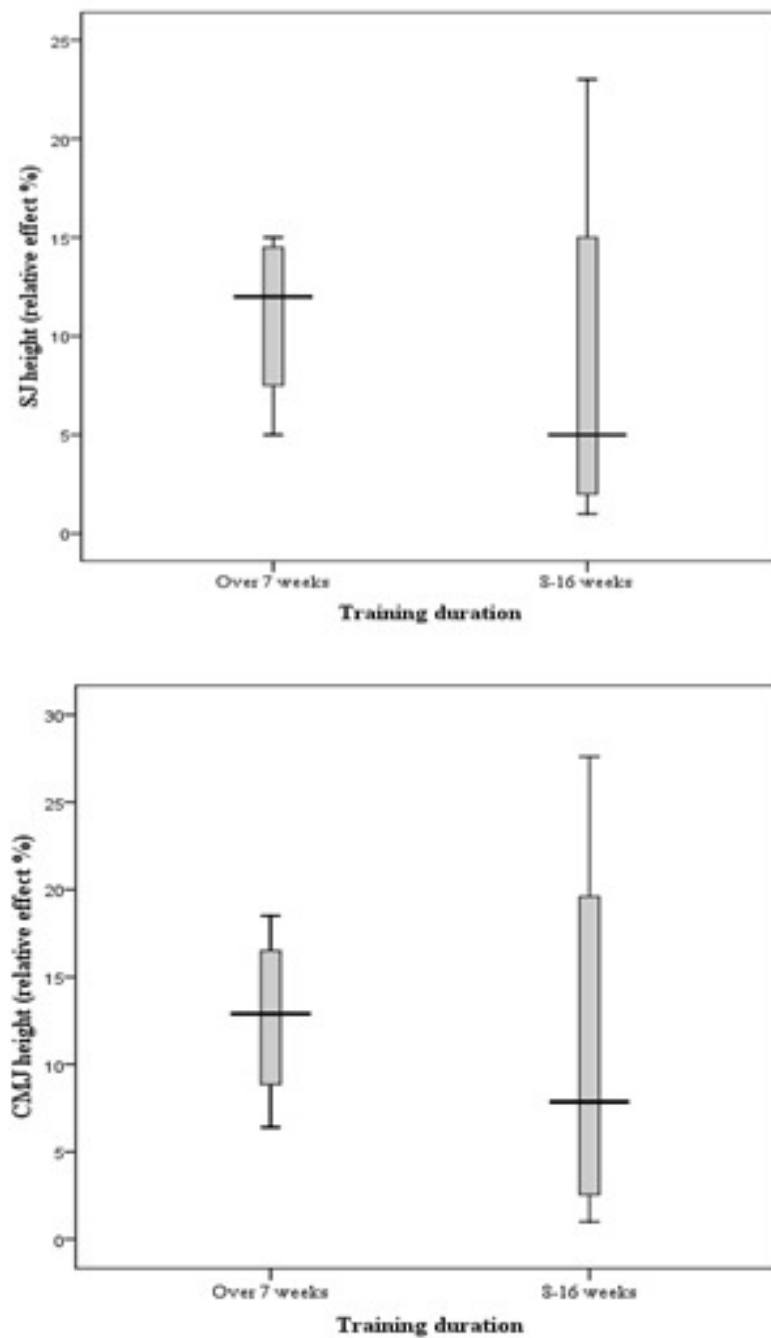 SJ height (relative effect %)
25
20
15
10
5
0
Over 7 weeks
8-16 weeks
Training duration
CMJ height (relative effect %)
30
25
20
15
10
5
0
Over 7 weeks
8-16 weeks
Training duration